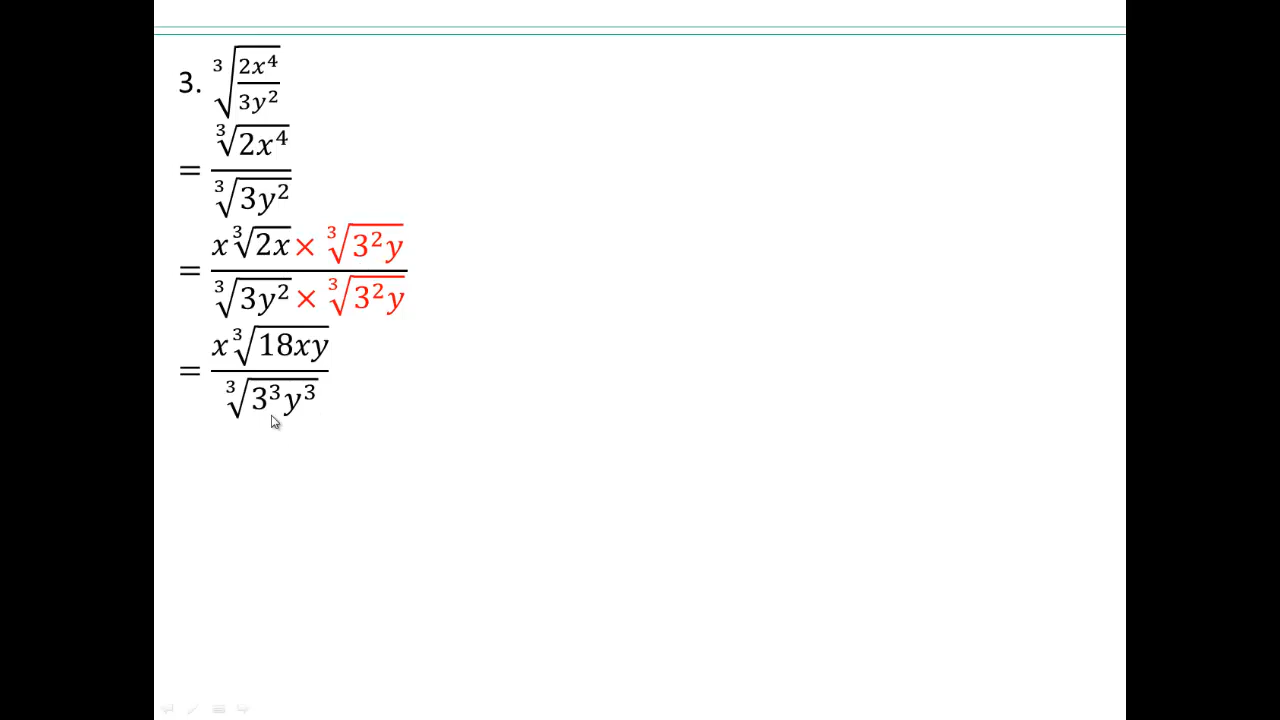 3. ∛(2x⁴/3y²)
= ∛(2x⁴)/∛(3y²)
= x∛(2x) × ∛(3²y)/∛(3y²) × ∛(3²y)
= x∛(18xy)/∛(3³y³)